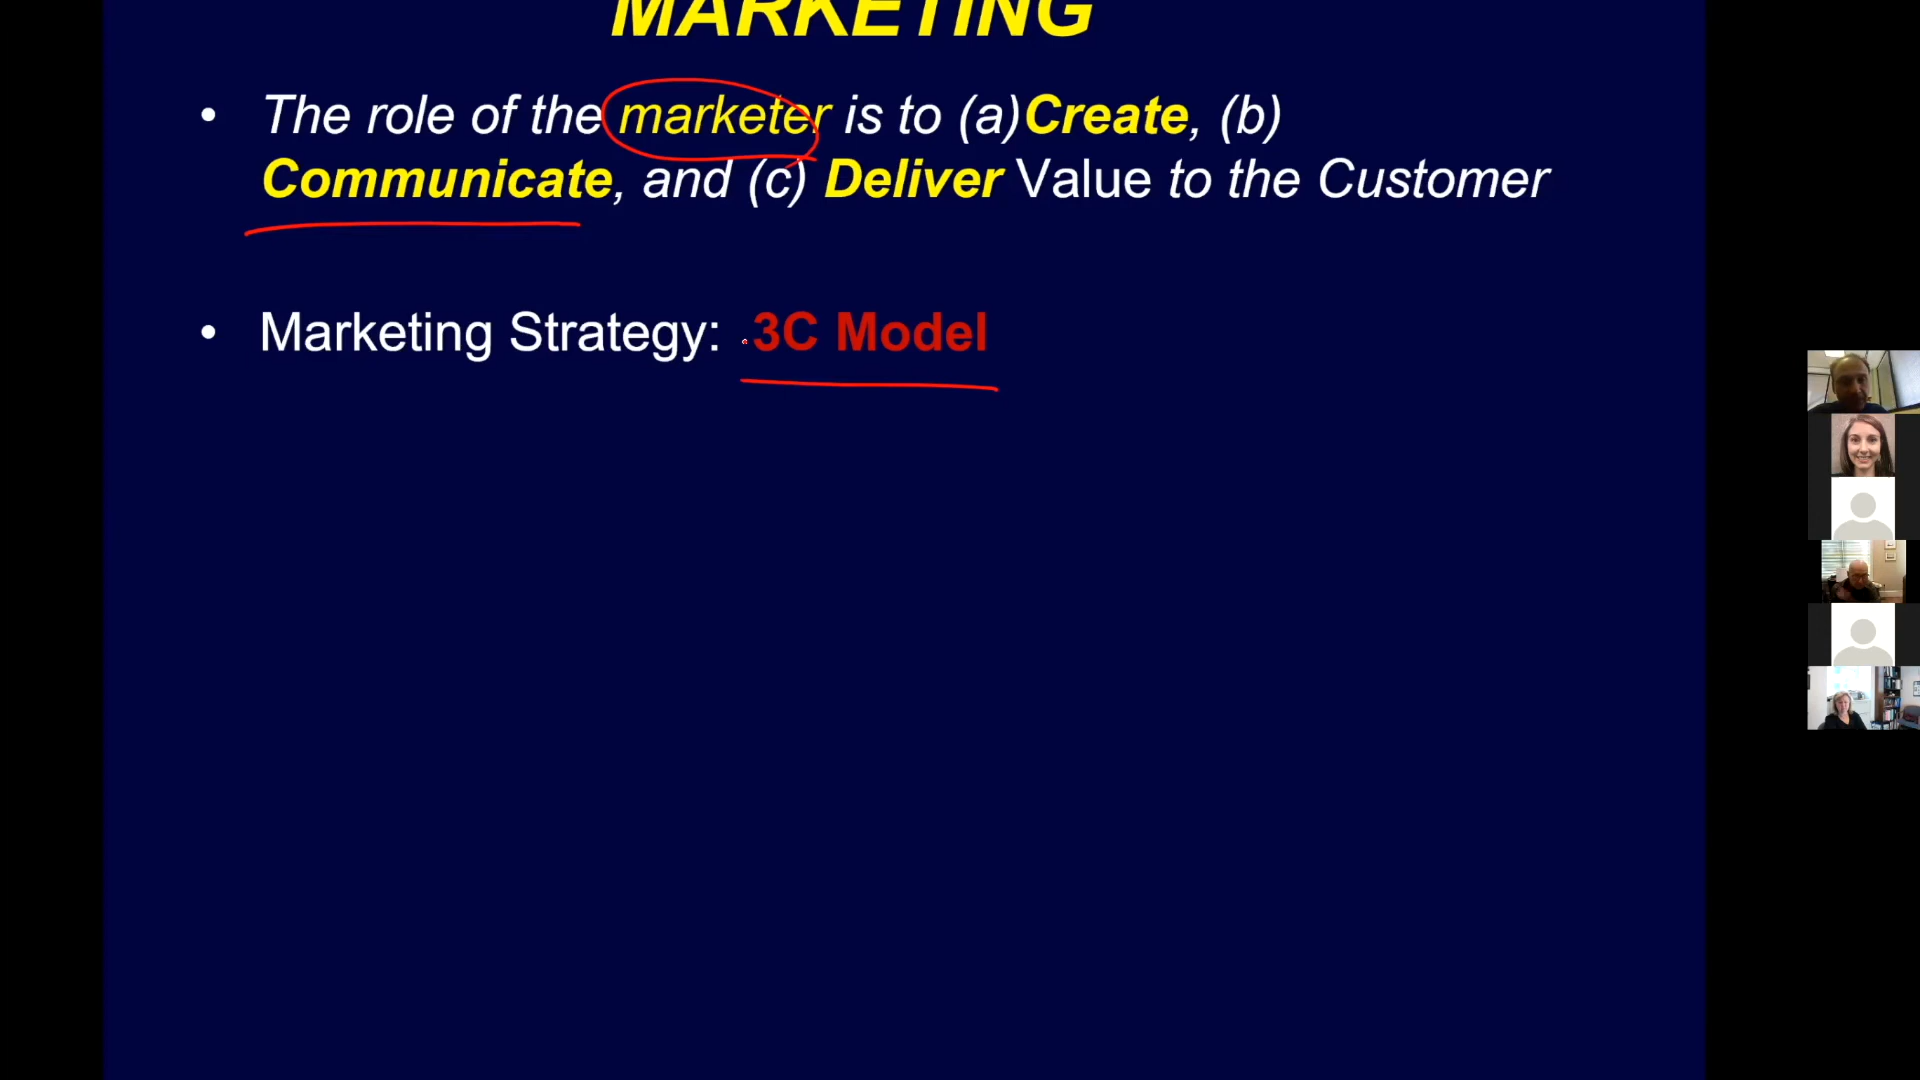 MARKETING
• The role of the marketer is to (a)Create, (b)
Communicate, and (c) Deliver Value to the Customer
• Marketing Strategy: 3C Model